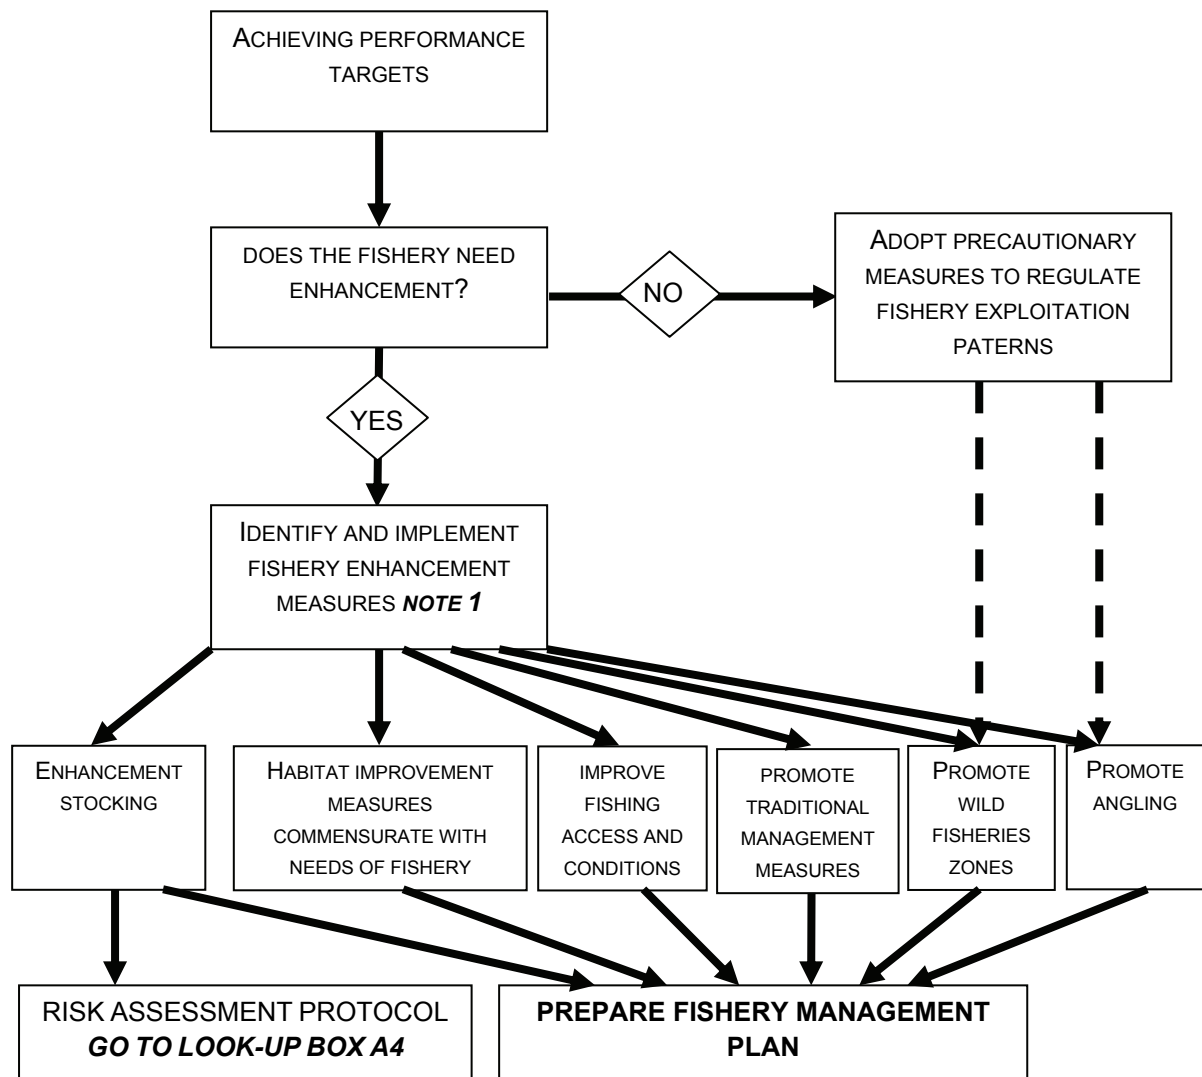 ACHIEVING PERFORMANCE
TARGETS
DOES THE FISHERY NEED
ENHANCEMENT?
NO
ADOPT PRECAUTIONARY
MEASURES TO REGULATE
FISHERY EXPLOITATION
PATERNS
YES
IDENTIFY AND IMPLEMENT
FISHERY ENHANCEMENT
MEASURES NOTE 1
ENHANCEMENT
STOCKING
HABITAT IMPROVEMENT
MEASURES
COMMENSURATE WITH
NEEDS OF FISHERY
IMPROVE
FISHING
ACCESS AND
CONDITIONS
PROMOTE
TRADITIONAL
MANAGEMENT
MEASURES
PROMOTE
WILD
FISHERIES
ZONES
PROMOTE
ANGLING
RISK ASSESSMENT PROTOCOL
GO TO LOOK-UP BOX A4
PREPARE FISHERY MANAGEMENT
PLAN